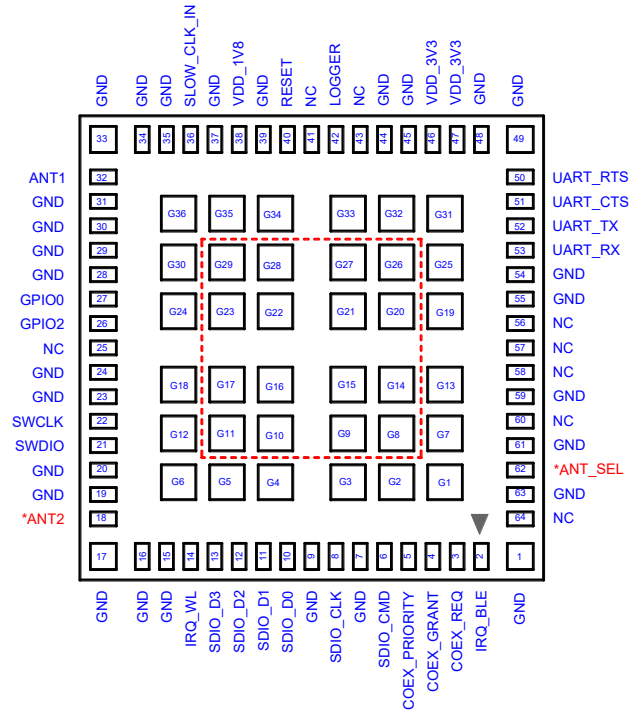 GND GND GND SLOW_CLK_IN GND VDD_1V8 GND RESET NC LOGGER NC GND GND VDD_3V3 VDD_3V3 GND GND
33 34 35 36 37 38 39 40 41 42 43 44 45 46 47 48 49
ANT1 32 50 UART_RTS
GND 31 G36 G35 G34 G33 G32 G31 51 UART_CTS
GND 30 52 UART_TX
GND 29 53 UART_RX
GND 28 G30 G29 G28 G27 G26 G25 54 GND
GPIO0 27 55 GND
GPIO2 26 G24 G23 G22 G21 G20 G19 56 NC
NC 25 57 NC
GND 24 58 NC
GND 23 G18 G17 G16 G15 G14 G13 59 GND
SWCLK 22 60 NC
SWDIO 21 G12 G11 G10 G9 G8 G7 61 GND
GND 20 62 *ANT_SEL
GND 19 G6 G5 G4 G3 G2 G1 63 GND
*ANT2 18 64 NC
17 16 15 14 13 12 11 10 9 8 7 6 5 4 3 2 1
GND GND GND IRQ_WL SDIO_D3 SDIO_D2 SDIO_D1 SDIO_D0 GND SDIO_CLK GND SDIO_CMD COEX_PRIORITY COEX_GRANT COEX_REQ IRQ_BLE GND